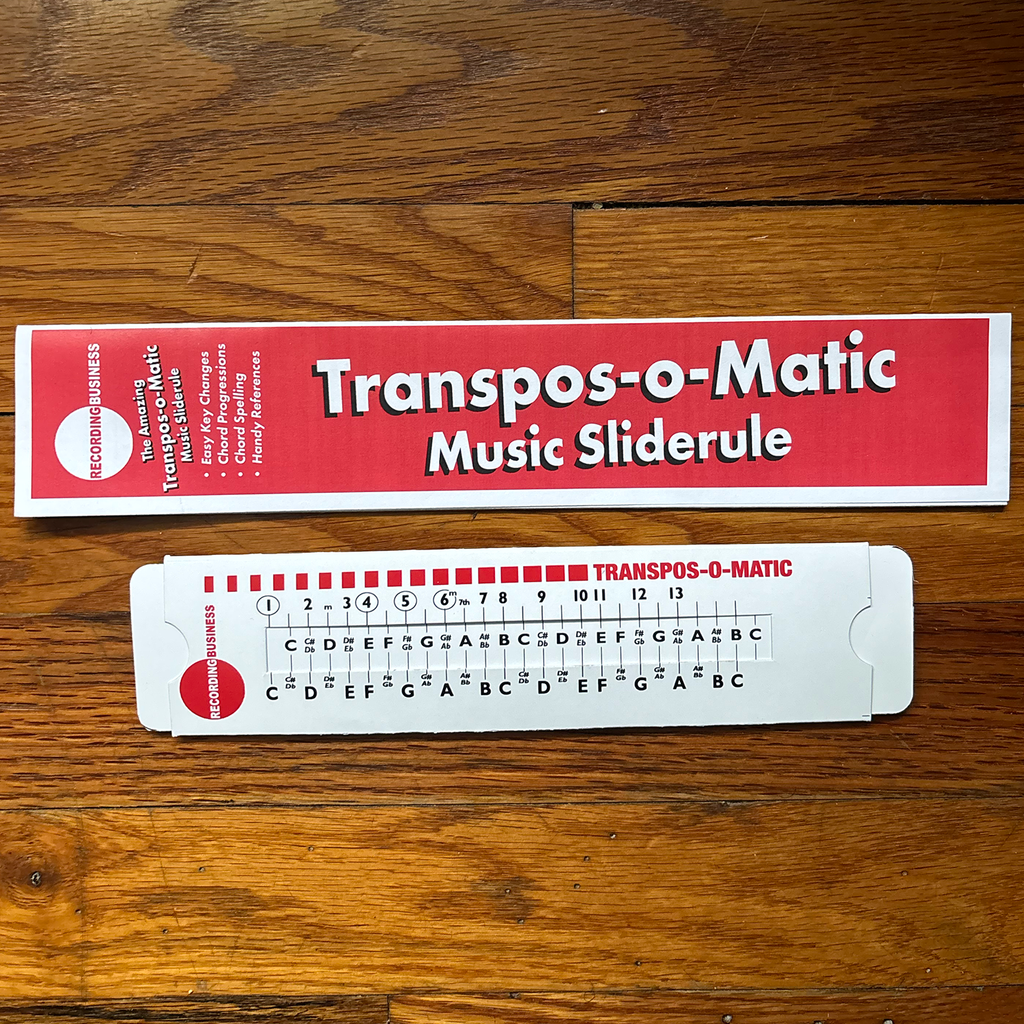 RECORDINGBUSINESS
The Amazing
Transpos-o-Matic
Music Sliderule
• Easy Key Changes
• Chord Progressions
• Chord Spelling
• Handy References
Transpos-o-Matic
Music Sliderule
TRANSPOS-O-MATIC
RECORDINGBUSINESS
1 2 m 3 4 5 6 m 7th 7 8 9 10 11 12 13
C C# Db D D# Eb E F F# Gb G G# Ab A A# Bb B C C# Db D D# Eb E F F# Gb G G# Ab A A# Bb B C
C C# Db D D# Eb E F F# Gb G G# Ab A A# Bb B C C# Db D D# Eb E F F# Gb G G# Ab A A# Bb B C